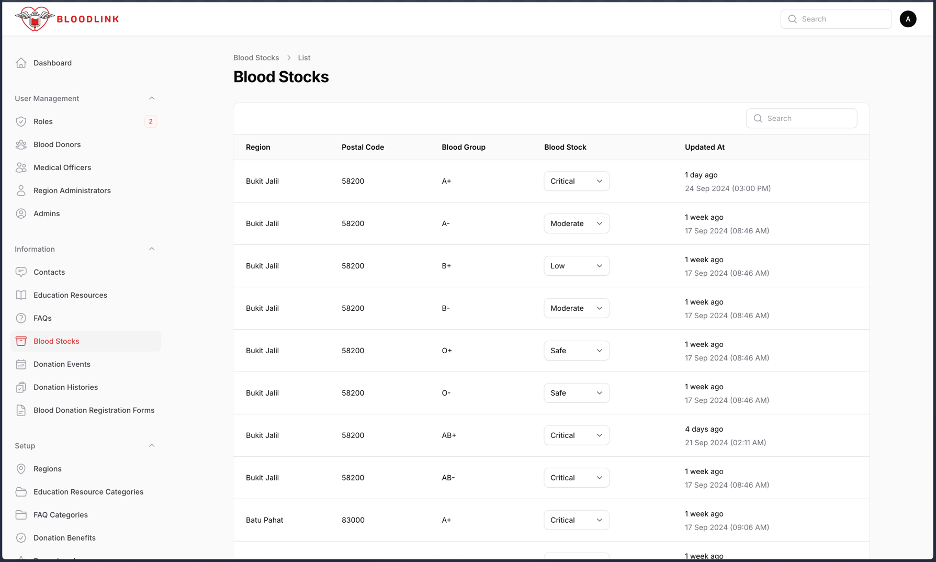 BLOODLINK
Search
A
Dashboard
User Management
Roles 2
Blood Donors
Medical Officers
Region Administrators
Admins
Information
Contacts
Education Resources
FAQs
Blood Stocks
Donation Events
Donation Histories
Blood Donation Registration Forms
Setup
Regions
Education Resource Categories
FAQ Categories
Donation Benefits
Blood Stocks > List
Blood Stocks
Search
Region Postal Code Blood Group Blood Stock Updated At
Bukit Jalil 58200 A+ Critical 1 day ago
24 Sep 2024 (03:00 PM)
Bukit Jalil 58200 A- Moderate 1 week ago
17 Sep 2024 (08:46 AM)
Bukit Jalil 58200 B+ Low 1 week ago
17 Sep 2024 (08:46 AM)
Bukit Jalil 58200 B- Moderate 1 week ago
17 Sep 2024 (08:46 AM)
Bukit Jalil 58200 O+ Safe 1 week ago
17 Sep 2024 (08:46 AM)
Bukit Jalil 58200 O- Safe 1 week ago
17 Sep 2024 (08:46 AM)
Bukit Jalil 58200 AB+ Critical 4 days ago
21 Sep 2024 (02:11 AM)
Bukit Jalil 58200 AB- Critical 1 week ago
17 Sep 2024 (08:46 AM)
Batu Pahat 83000 A+ Critical 1 week ago
17 Sep 2024 (09:06 AM)
1 week ago